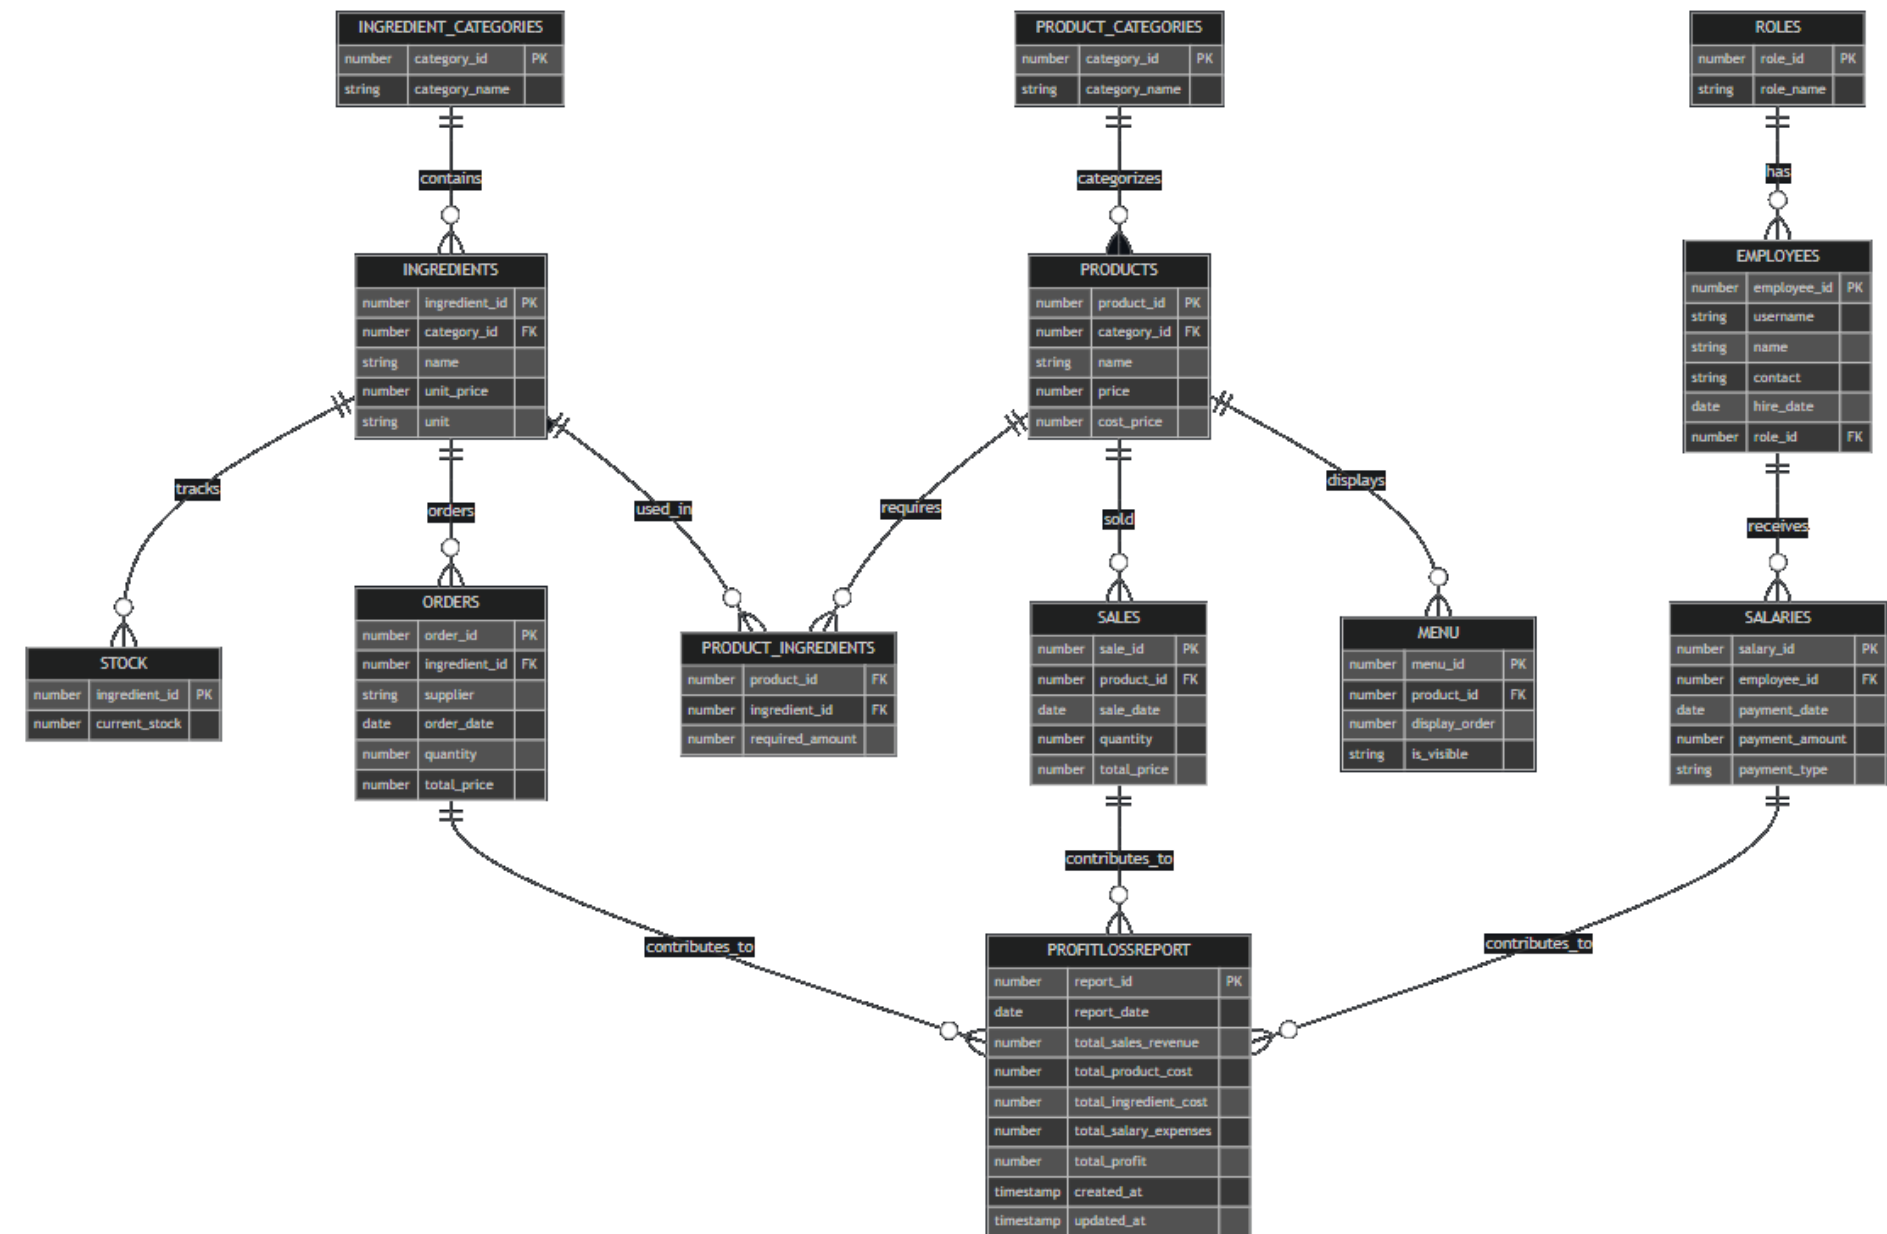 INGREDIENT_CATEGORIES
number category_id PK
string category_name
PRODUCT_CATEGORIES
number category_id PK
string category_name
ROLES
number role_id PK
string role_name
contains
categorizes
has
INGREDIENTS
number ingredient_id PK
number category_id FK
string name
number unit_price
string unit
PRODUCTS
number product_id PK
number category_id FK
string name
number price
number cost_price
EMPLOYEES
number employee_id PK
string username
string name
string contact
date hire_date
number role_id FK
tracks
orders
used_in
requires
sold
displays
receives
STOCK
number ingredient_id PK
number current_stock
ORDERS
number order_id PK
number ingredient_id FK
string supplier
date order_date
number quantity
number total_price
PRODUCT_INGREDIENTS
number product_id FK
number ingredient_id FK
number required_amount
SALES
number sale_id PK
number product_id FK
date sale_date
number quantity
number total_price
MENU
number menu_id PK
number product_id FK
number display_order
string is_visible
SALARIES
number salary_id PK
number employee_id FK
date payment_date
number payment_amount
string payment_type
contributes_to
contributes_to
contributes_to
PROFITLOSSREPORT
number report_id PK
date report_date
number total_sales_revenue
number total_product_cost
number total_ingredient_cost
number total_salary_expenses
number total_profit
timestamp created_at
timestamp updated_at